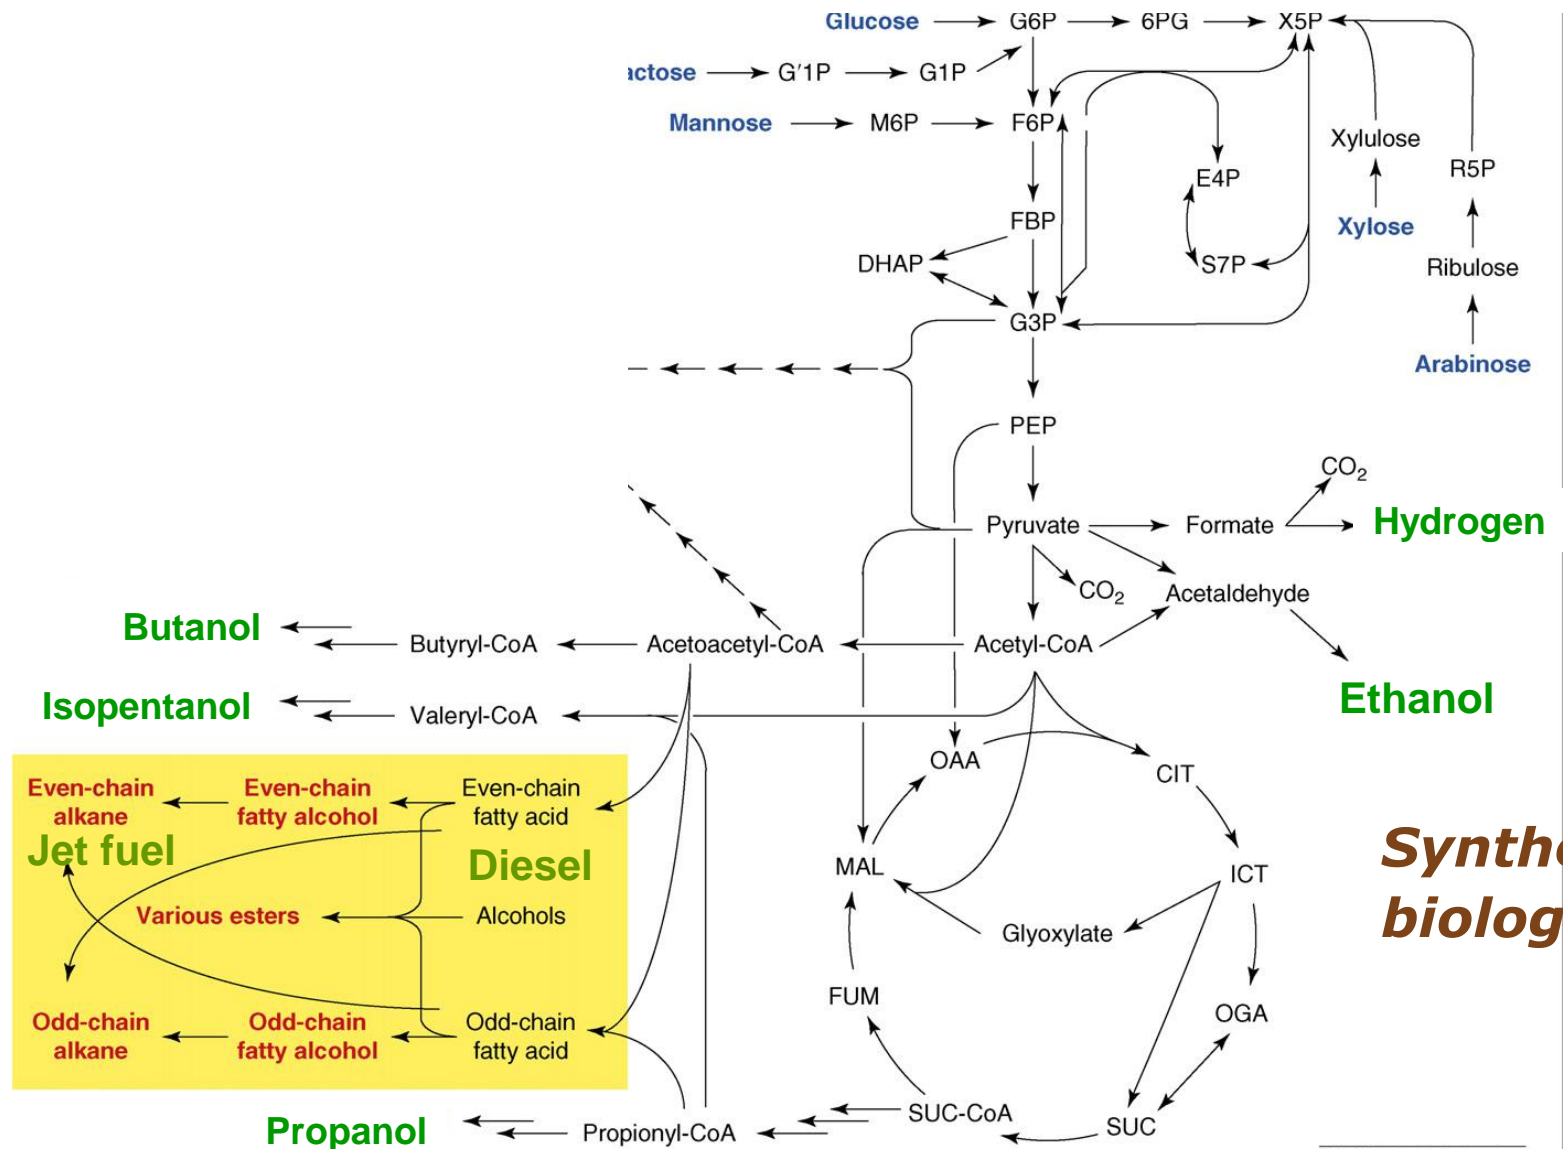 Glucose G6P 6PG X5P
actose G'1P G1P
Mannose M6P F6P
Xylulose
R5P
E4P
FBP
Xylose
DHAP
S7P
Ribulose
G3P
Arabinose
PEP
CO2
Pyruvate Formate Hydrogen
CO2
Acetaldehyde
Butanol Butyryl-CoA Acetoacetyl-CoA Acetyl-CoA
Ethanol
Isopentanol Valeryl-CoA
OAA
CIT
Even-chain
alkane
Even-chain
fatty alcohol
Even-chain
fatty acid
Jet fuel
Diesel
MAL
ICT
Synthe
biolog
Various esters Alcohols
Glyoxylate
FUM
OGA
Odd-chain
alkane
Odd-chain
fatty alcohol
Odd-chain
fatty acid
SUC-CoA
SUC
Propanol Propionyl-CoA